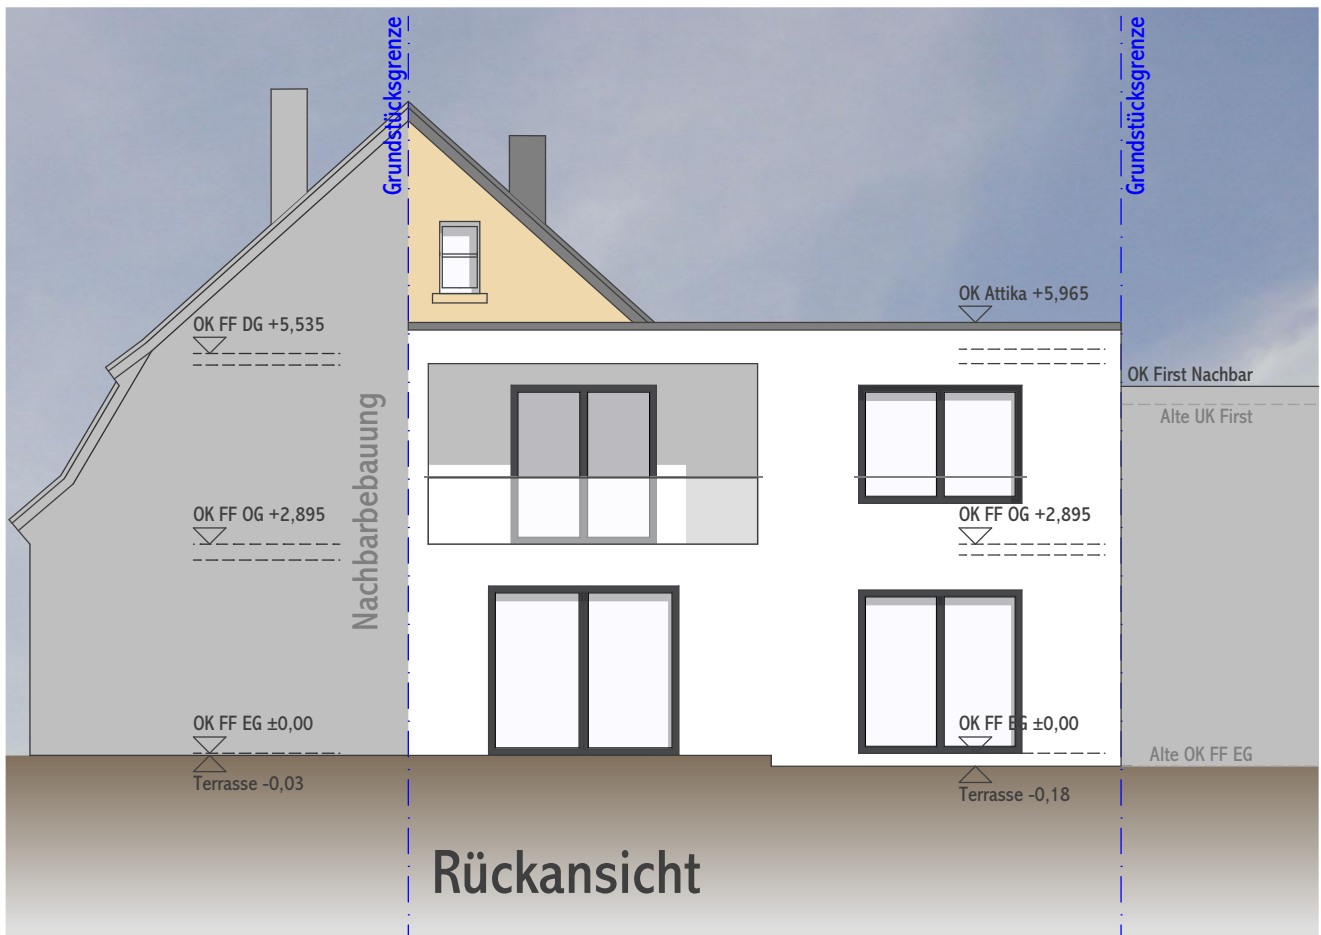 Grundstücksgrenze
Grundstücksgrenze
OK Attika +5,965
OK FF DG +5,535
OK First Nachbar
Alte UK First
Nachbarbebauung
OK FF OG +2,895
OK FF OG +2,895
OK FF EG ±0,00
OK FF EG ±0,00
Alte OK FF EG
Terrasse -0,03
Terrasse -0,18
Rückansicht